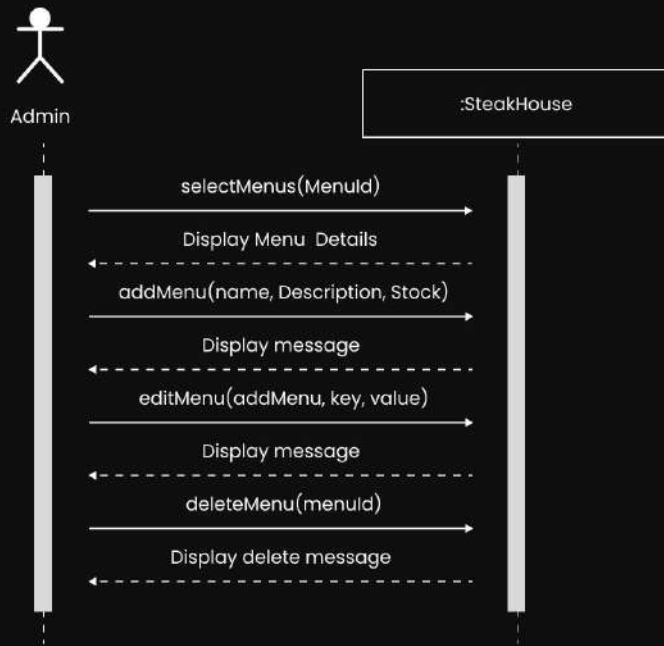 Admin
:SteakHouse
selectMenus(MenuId)
Display Menu Details
addMenu(name, Description, Stock)
Display message
editMenu(addMenu, key, value)
Display message
deleteMenu(menuId)
Display delete message